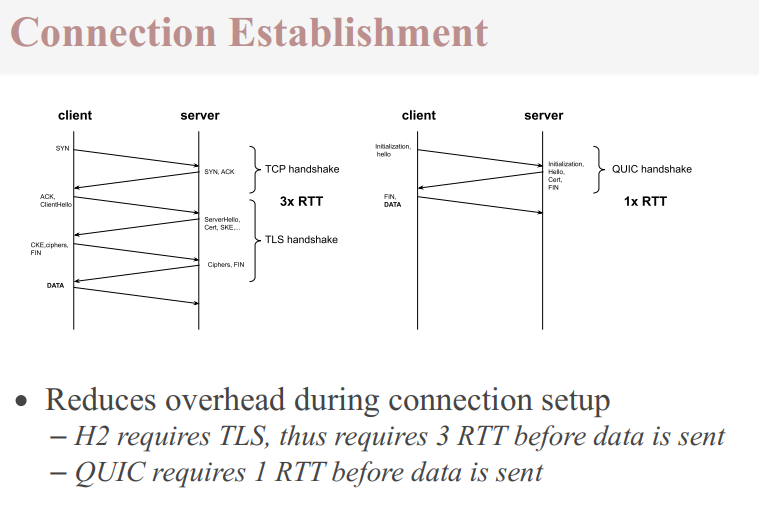 Connection Establishment
client
server
SYN
SYN, ACK
TCP handshake
3x RTT
ACK,
ClientHello
ServerHello,
Cert, SKE,...
TLS handshake
CKE,ciphers,
FIN
Ciphers, FIN
DATA
client
server
Initialization,
hello
Initialization,
Hello,
Cert,
FIN
QUIC handshake
1x RTT
FIN,
DATA
• Reduces overhead during connection setup
– H2 requires TLS, thus requires 3 RTT before data is sent
– QUIC requires 1 RTT before data is sent